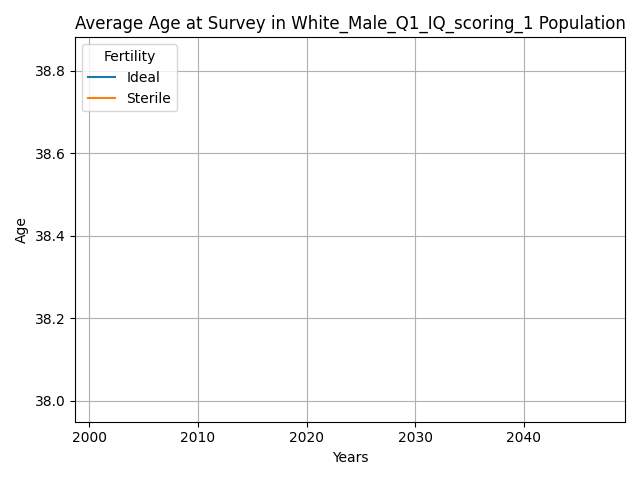 Average Age at Survey in White_Male_Q1_IQ_scoring_1 Population
Fertility
Ideal
Sterile
38.8
38.6
38.4
38.2
38.0
Age
2000 2010 2020 2030 2040
Years